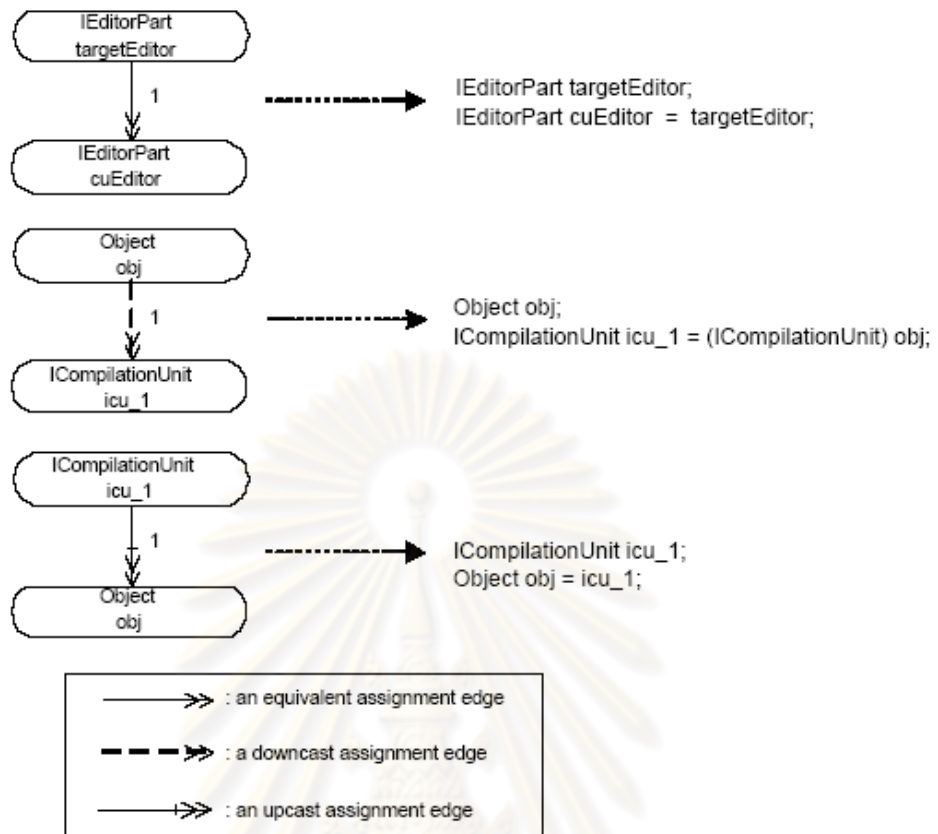 IEditorPart
targetEditor
1
IEditorPart
cuEditor
IEditorPart targetEditor;
IEditorPart cuEditor = targetEditor;
Object
obj
1
ICompilationUnit
icu_1
Object obj;
ICompilationUnit icu_1 = (ICompilationUnit) obj;
ICompilationUnit
icu_1
1
Object
obj
ICompilationUnit icu_1;
Object obj = icu_1;
: an equivalent assignment edge
: a downcast assignment edge
: an upcast assignment edge